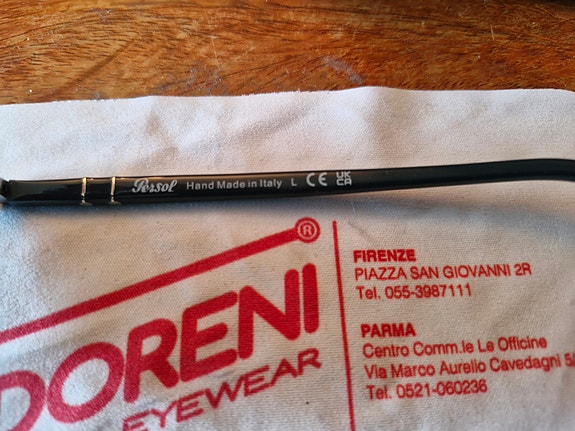 Persol Hand Made in Italy L CE UK CA
DORENI ®
EYEWEAR
FIRENZE
PIAZZA SAN GIOVANNI 2R
Tel. 055-3987111
PARMA
Centro Comm.le Le Officine
Via Marco Aurelio Cavedagni
Tel. 0521-060236